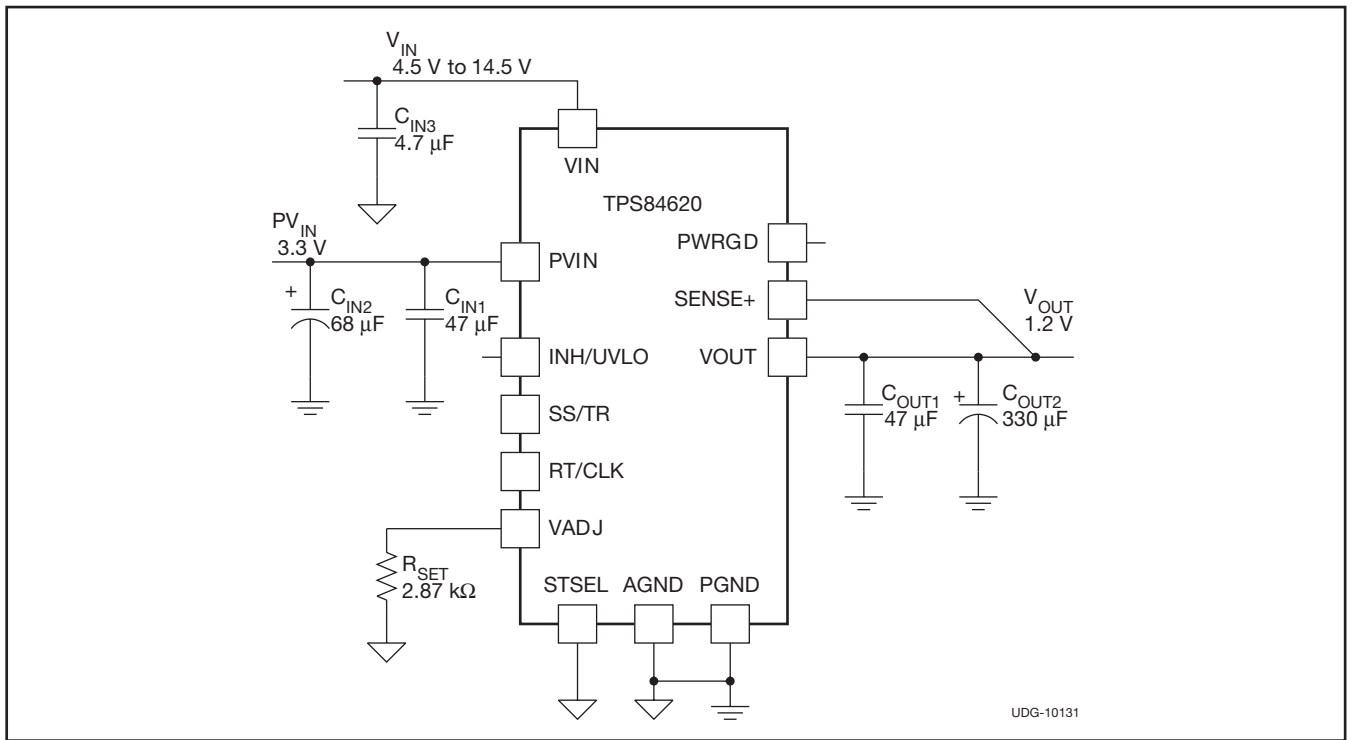 V_IN
4.5 V to 14.5 V
C_IN3
4.7 μF
VIN
TPS84620
PV_IN
3.3 V
PVIN
PWRGD
+
C_IN2
68 μF
C_IN1
47 μF
SENSE+
V_OUT
1.2 V
INH/UVLO
VOUT
SS/TR
C_OUT1
47 μF
+
C_OUT2
330 μF
RT/CLK
VADJ
R_SET
2.87 kΩ
STSEL
AGND
PGND
UDG-10131